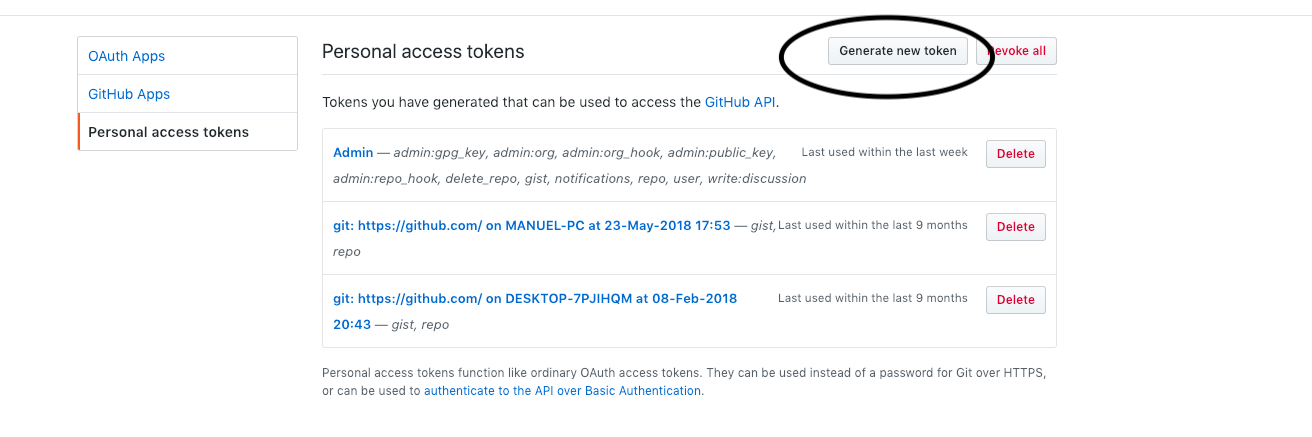 OAuth Apps
GitHub Apps
Personal access tokens
Personal access tokens
Generate new token
Revoke all
Tokens you have generated that can be used to access the GitHub API.
Admin — admin:gpg_key, admin:org, admin:org_hook, admin:public_key,
admin:repo_hook, delete_repo, gist, notifications, repo, user, write:discussion
Last used within the last week
Delete
git: https://github.com/ on MANUEL-PC at 23-May-2018 17:53 — gist,
repo
Last used within the last 9 months
Delete
git: https://github.com/ on DESKTOP-7PJIHQM at 08-Feb-2018
20:43 — gist, repo
Last used within the last 9 months
Delete
Personal access tokens function like ordinary OAuth access tokens. They can be used instead of a password for Git over HTTPS,
or can be used to authenticate to the API over Basic Authentication.